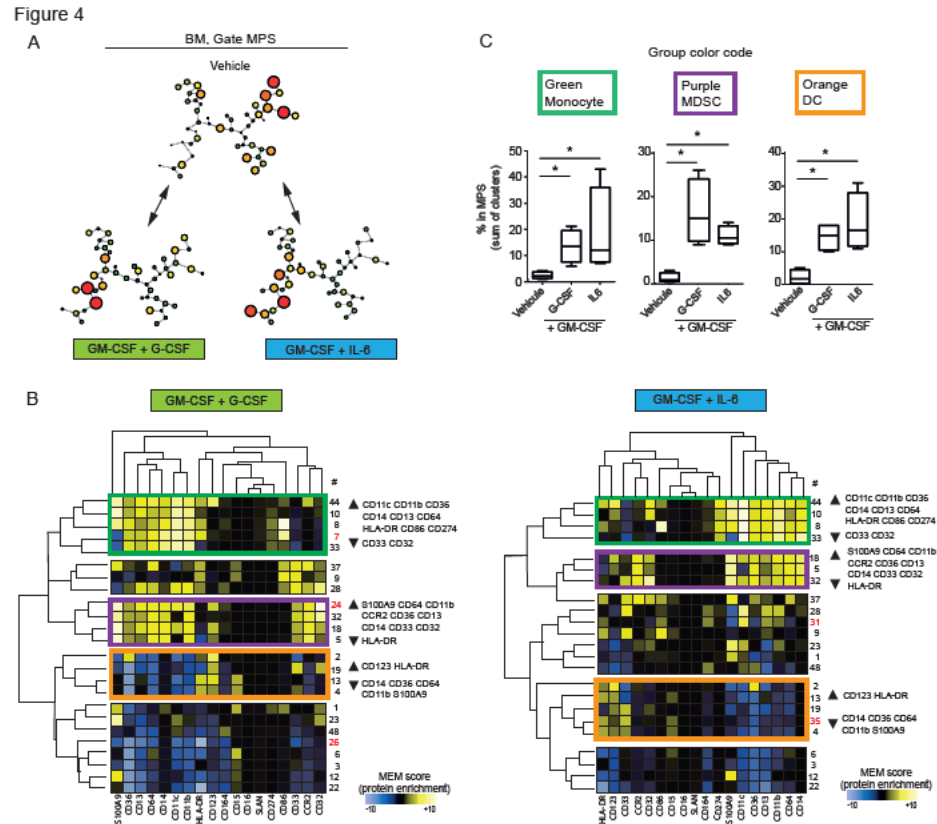 Figure 4
A
BM, Gate MPS
Vehicle
GM-CSF + G-CSF
GM-CSF + IL-6
C
Group color code
Green
Monocyte
Purple
MDSC
Orange
DC
% in MPS
(sum of clusters)
50
40
30
20
10
0
*
*
Vehicule
G-CSF
IL6
+ GM-CSF
30
20
10
0
*
*
Vehicule
G-CSF
IL6
+ GM-CSF
40
30
20
10
0
*
*
Vehicule
G-CSF
IL6
+ GM-CSF
B
GM-CSF + G-CSF
#
44
10
8
7
33
▲ CD11c CD11b CD36
CD14 CD13 CD64
HLA-DR CD86 CD274
▼ CD33 CD32
37
9
28
24
32
18
5
▲ S100A9 CD64 CD11b
CCR2 CD36 CD13
CD14 CD33 CD32
▼ HLA-DR
2
19
13
4
▲ CD123 HLA-DR
▼ CD14 CD36 CD64
CD11b S100A9
1
23
48
26
6
3
12
22
S100A9 CD36 CD13 CD64 CD14 CD11c CD11b HLA-DR CD123 CD164 CD15 CD16 SLAN CD274 CD86 CD33 CCR2 CD32
MEM score
(protein enrichment)
-10 +10
GM-CSF + IL-6
#
44
10
8
33
▲ CD11c CD11b CD36
CD14 CD13 CD64
HLA-DR CD86 CD274
▼ CD33 CD32
18
5
32
▲ S100A9 CD64 CD11b
CCR2 CD36 CD13
CD14 CD33 CD32
▼ HLA-DR
37
28
31
9
23
1
48
2
13
19
35
4
▲ CD123 HLA-DR
▼ CD14 CD36 CD64
CD11b S100A9
6
3
12
22
HLA-DR CD123 CD33 CCR2 CD32 CD86 CD15 CD16 SLAN CD164 CD274 S100A9 CD11c CD36 CD13 CD11b CD64 CD14
MEM score
(protein enrichment)
-10 +10